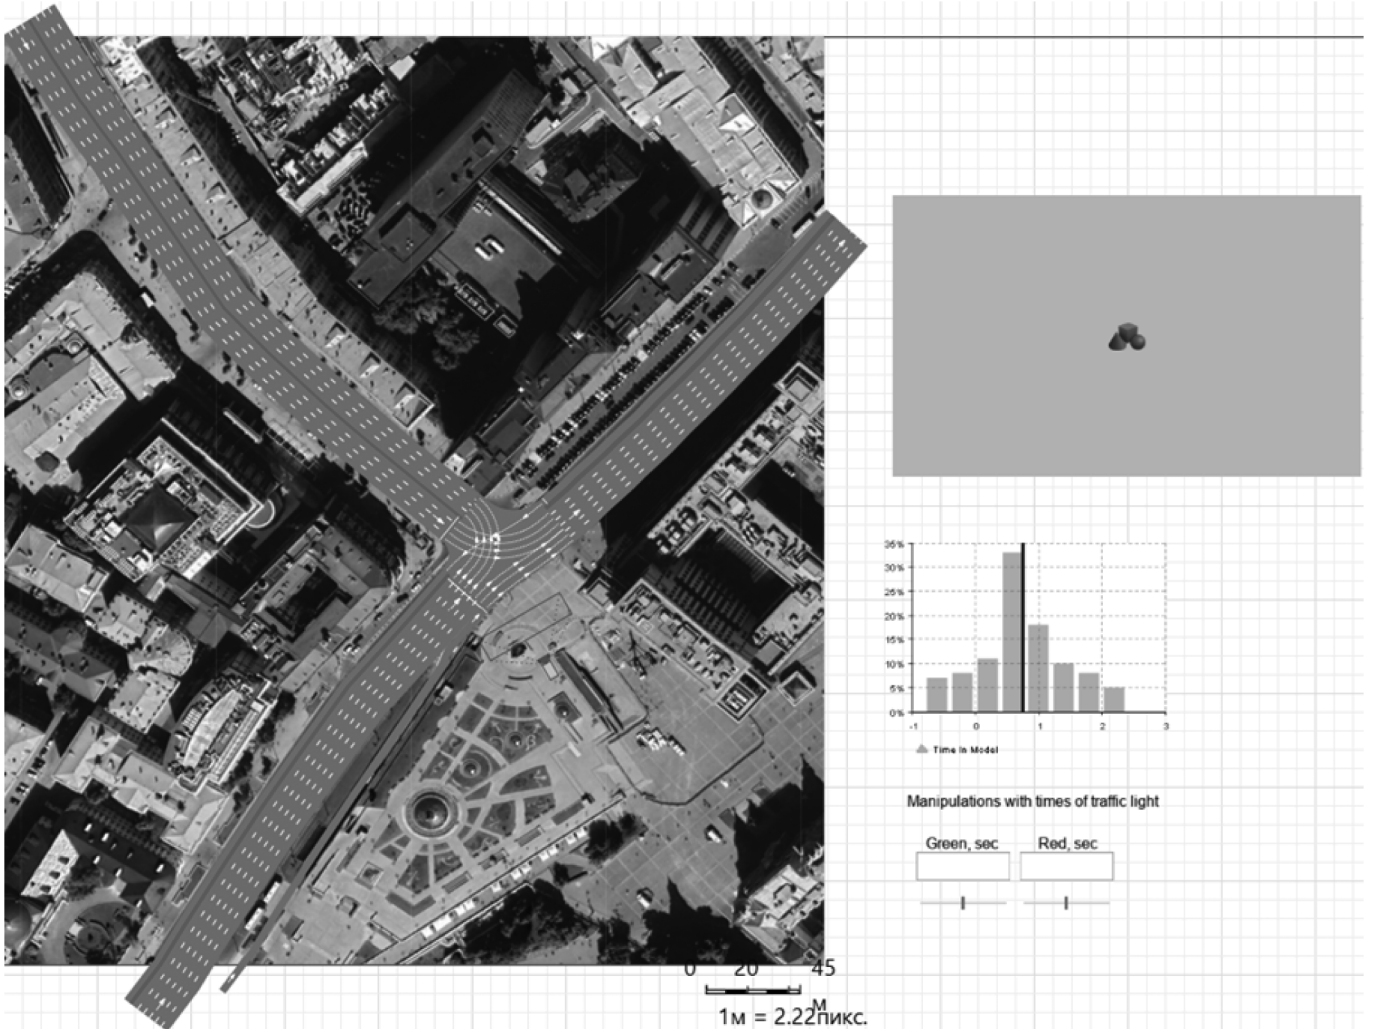 35%
30%
25%
20%
15%
10%
5%
0%
-1 0 1 2 3
Time In Model
Manipulations with times of traffic light
Green, sec Red, sec
0 20 45
м
1м = 2.22пикс.